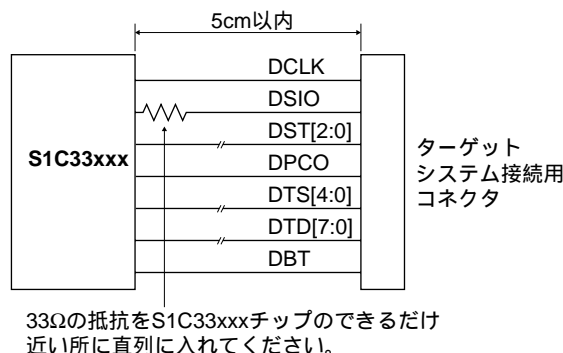 5cm以内
DCLK
DSIO
DST[2:0]
S1C33xxx
DPCO
DTS[4:0]
DTD[7:0]
DBT
ターゲット
システム接続用
コネクタ
33Ωの抵抗をS1C33xxxチップのできるだけ
近い所に直列に入れてください。